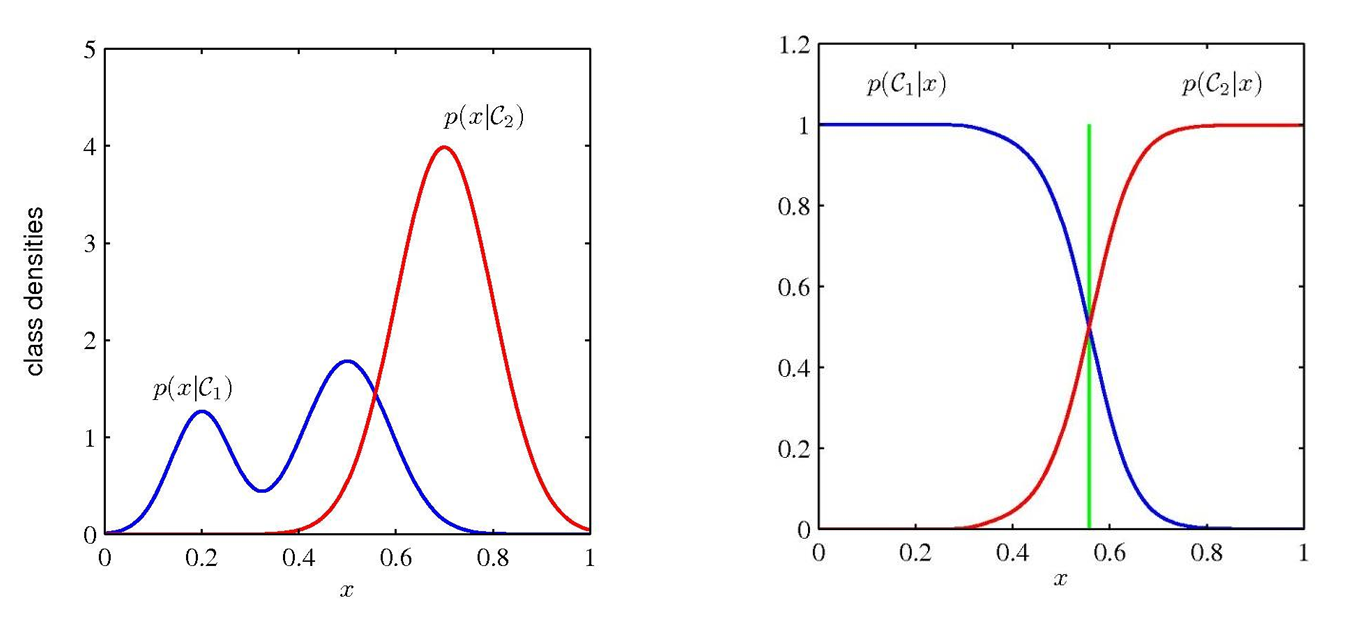 class densities
5
4
3
2
1
0
p(x|𝒞₂)
p(x|𝒞₁)
0 0.2 0.4 0.6 0.8 1
x
1.2
1
0.8
0.6
0.4
0.2
0
p(𝒞₁|x)
p(𝒞₂|x)
0 0.2 0.4 0.6 0.8 1
x